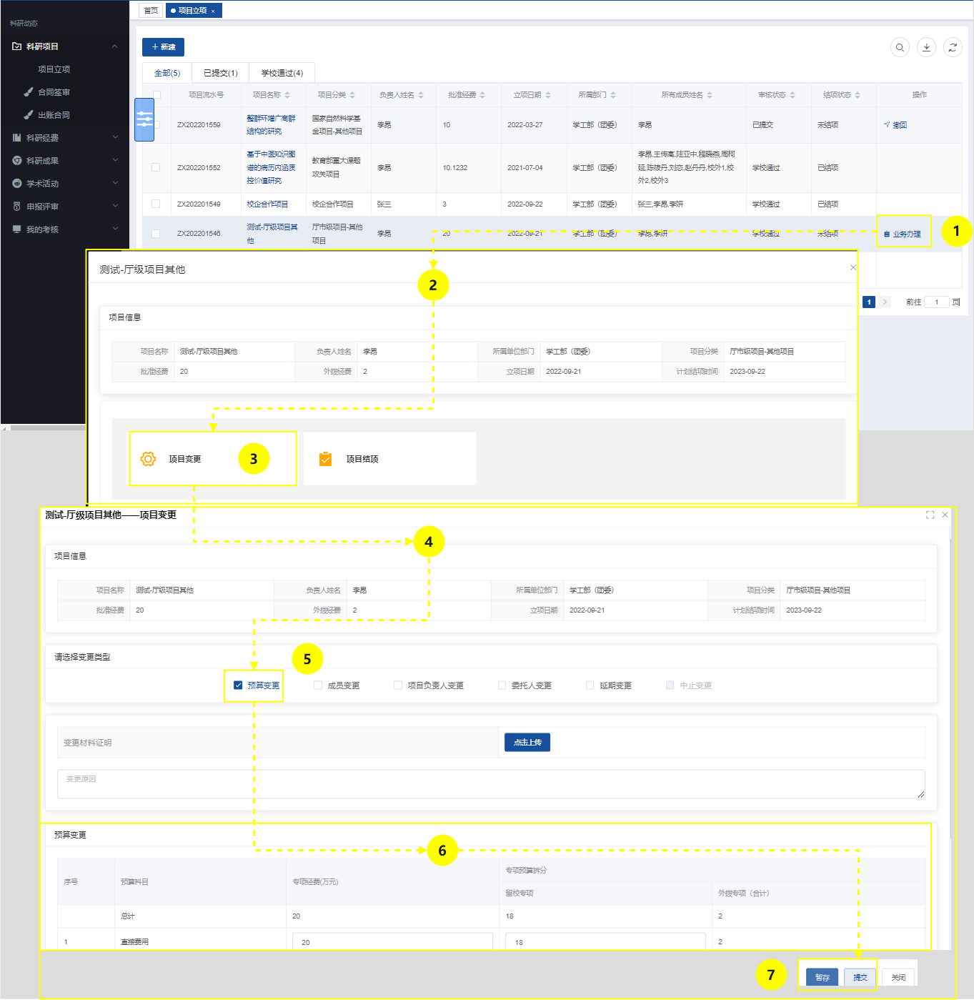 首页
项目立项 ×
科研动态
科研项目
项目立项
合同签审
出账合同
科研经费
科研成果
学术活动
申报评审
我的考核
+ 新建
全部(5) 已提交(1) 学校通过(4)
项目流水号 项目名称 项目分类 负责人姓名 批准经费 立项日期 所属部门 所有成员姓名 审核状态 结项状态 操作
ZX202201559 整群环增广商群结构的研究 国家自然科学基金项目-其他项目 李昂 10 2022-03-27 学工部（团委） 李昂 已提交 未结项 撤回
ZX202201552 基于中医知识图谱的病历内涵质控价值研究 教育部重大课题攻关项目 李昂 10.1232 2021-07-04 学工部（团委） 李昂,王传高,陆亚中,程晓燕,周柯延,陈筱丹,刘恋,赵丹丹,校外1,校外2,校外3 学校通过 已结项
ZX202201549 校企合作项目 校企合作项目 张三 3 2022-09-22 学工部（团委） 张三,李昂,李妍 学校通过 已结项
ZX202201546 测试-厅级项目其他 厅市级项目-其他项目 李昂 20 2022-09-21 学工部（团委） 李昂,李妍 学校通过 未结项 业务办理
1
1 > 前往 1 页
测试-厅级项目其他 ×
2
项目信息
项目名称 测试-厅级项目其他 负责人姓名 李昂 所属单位部门 学工部（团委） 项目分类 厅市级项目-其他项目
批准经费 20 外拨经费 2 立项日期 2022-09-21 计划结项时间 2023-09-22
项目变更 3 项目结项
测试-厅级项目其他——项目变更 ×
4
项目信息
项目名称 测试-厅级项目其他 负责人姓名 李昂 所属单位部门 学工部（团委） 项目分类 厅市级项目-其他项目
批准经费 20 外拨经费 2 立项日期 2022-09-21 计划结项时间 2023-09-22
请选择变更类型
5
预算变更 成员变更 项目负责人变更 委托人变更 延期变更 中止变更
变更材料证明 点击上传
变更原因
预算变更
6
序号 预算科目 专项经费(万元) 专项预算拆分
留校专项 外拨专项（合计）
总计 20 18 2
1 直接费用 20 18 2
7 暂存 提交 关闭